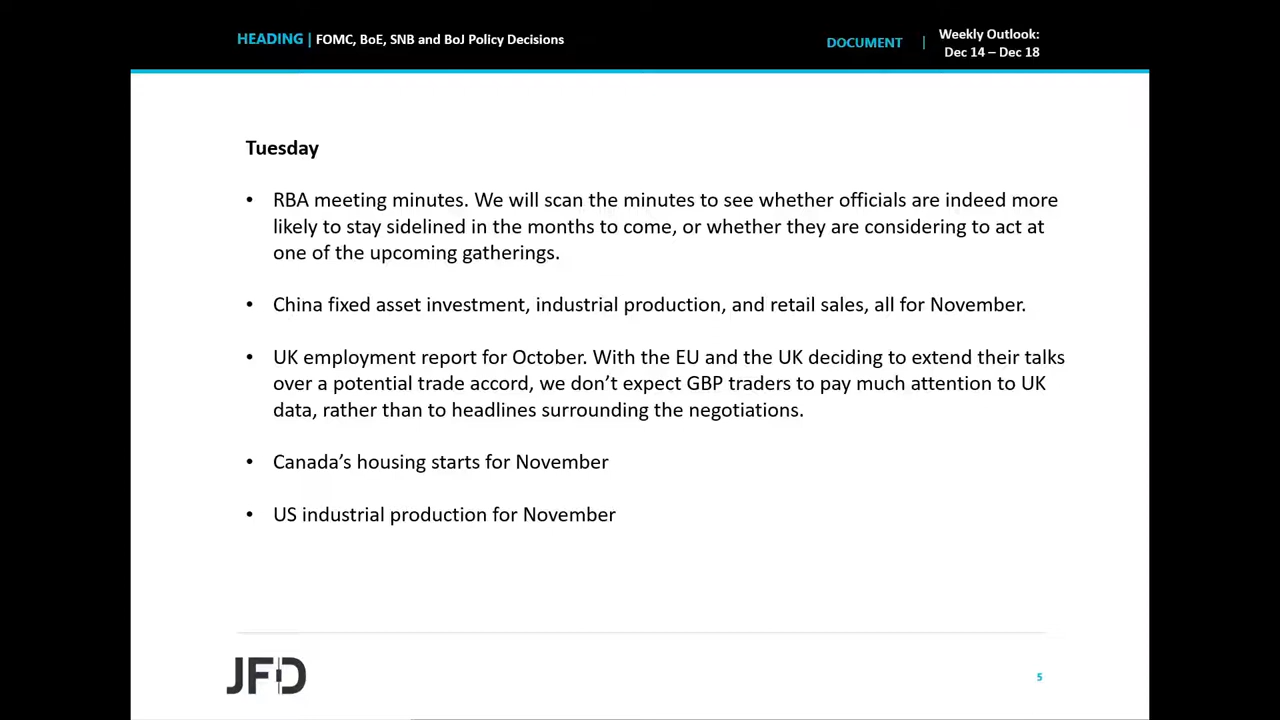 HEADING | FOMC, BoE, SNB and BoJ Policy Decisions
DOCUMENT | Weekly Outlook:
Dec 14 – Dec 18
Tuesday
• RBA meeting minutes. We will scan the minutes to see whether officials are indeed more
likely to stay sidelined in the months to come, or whether they are considering to act at
one of the upcoming gatherings.
• China fixed asset investment, industrial production, and retail sales, all for November.
• UK employment report for October. With the EU and the UK deciding to extend their talks
over a potential trade accord, we don’t expect GBP traders to pay much attention to UK
data, rather than to headlines surrounding the negotiations.
• Canada’s housing starts for November
• US industrial production for November
JFD
5